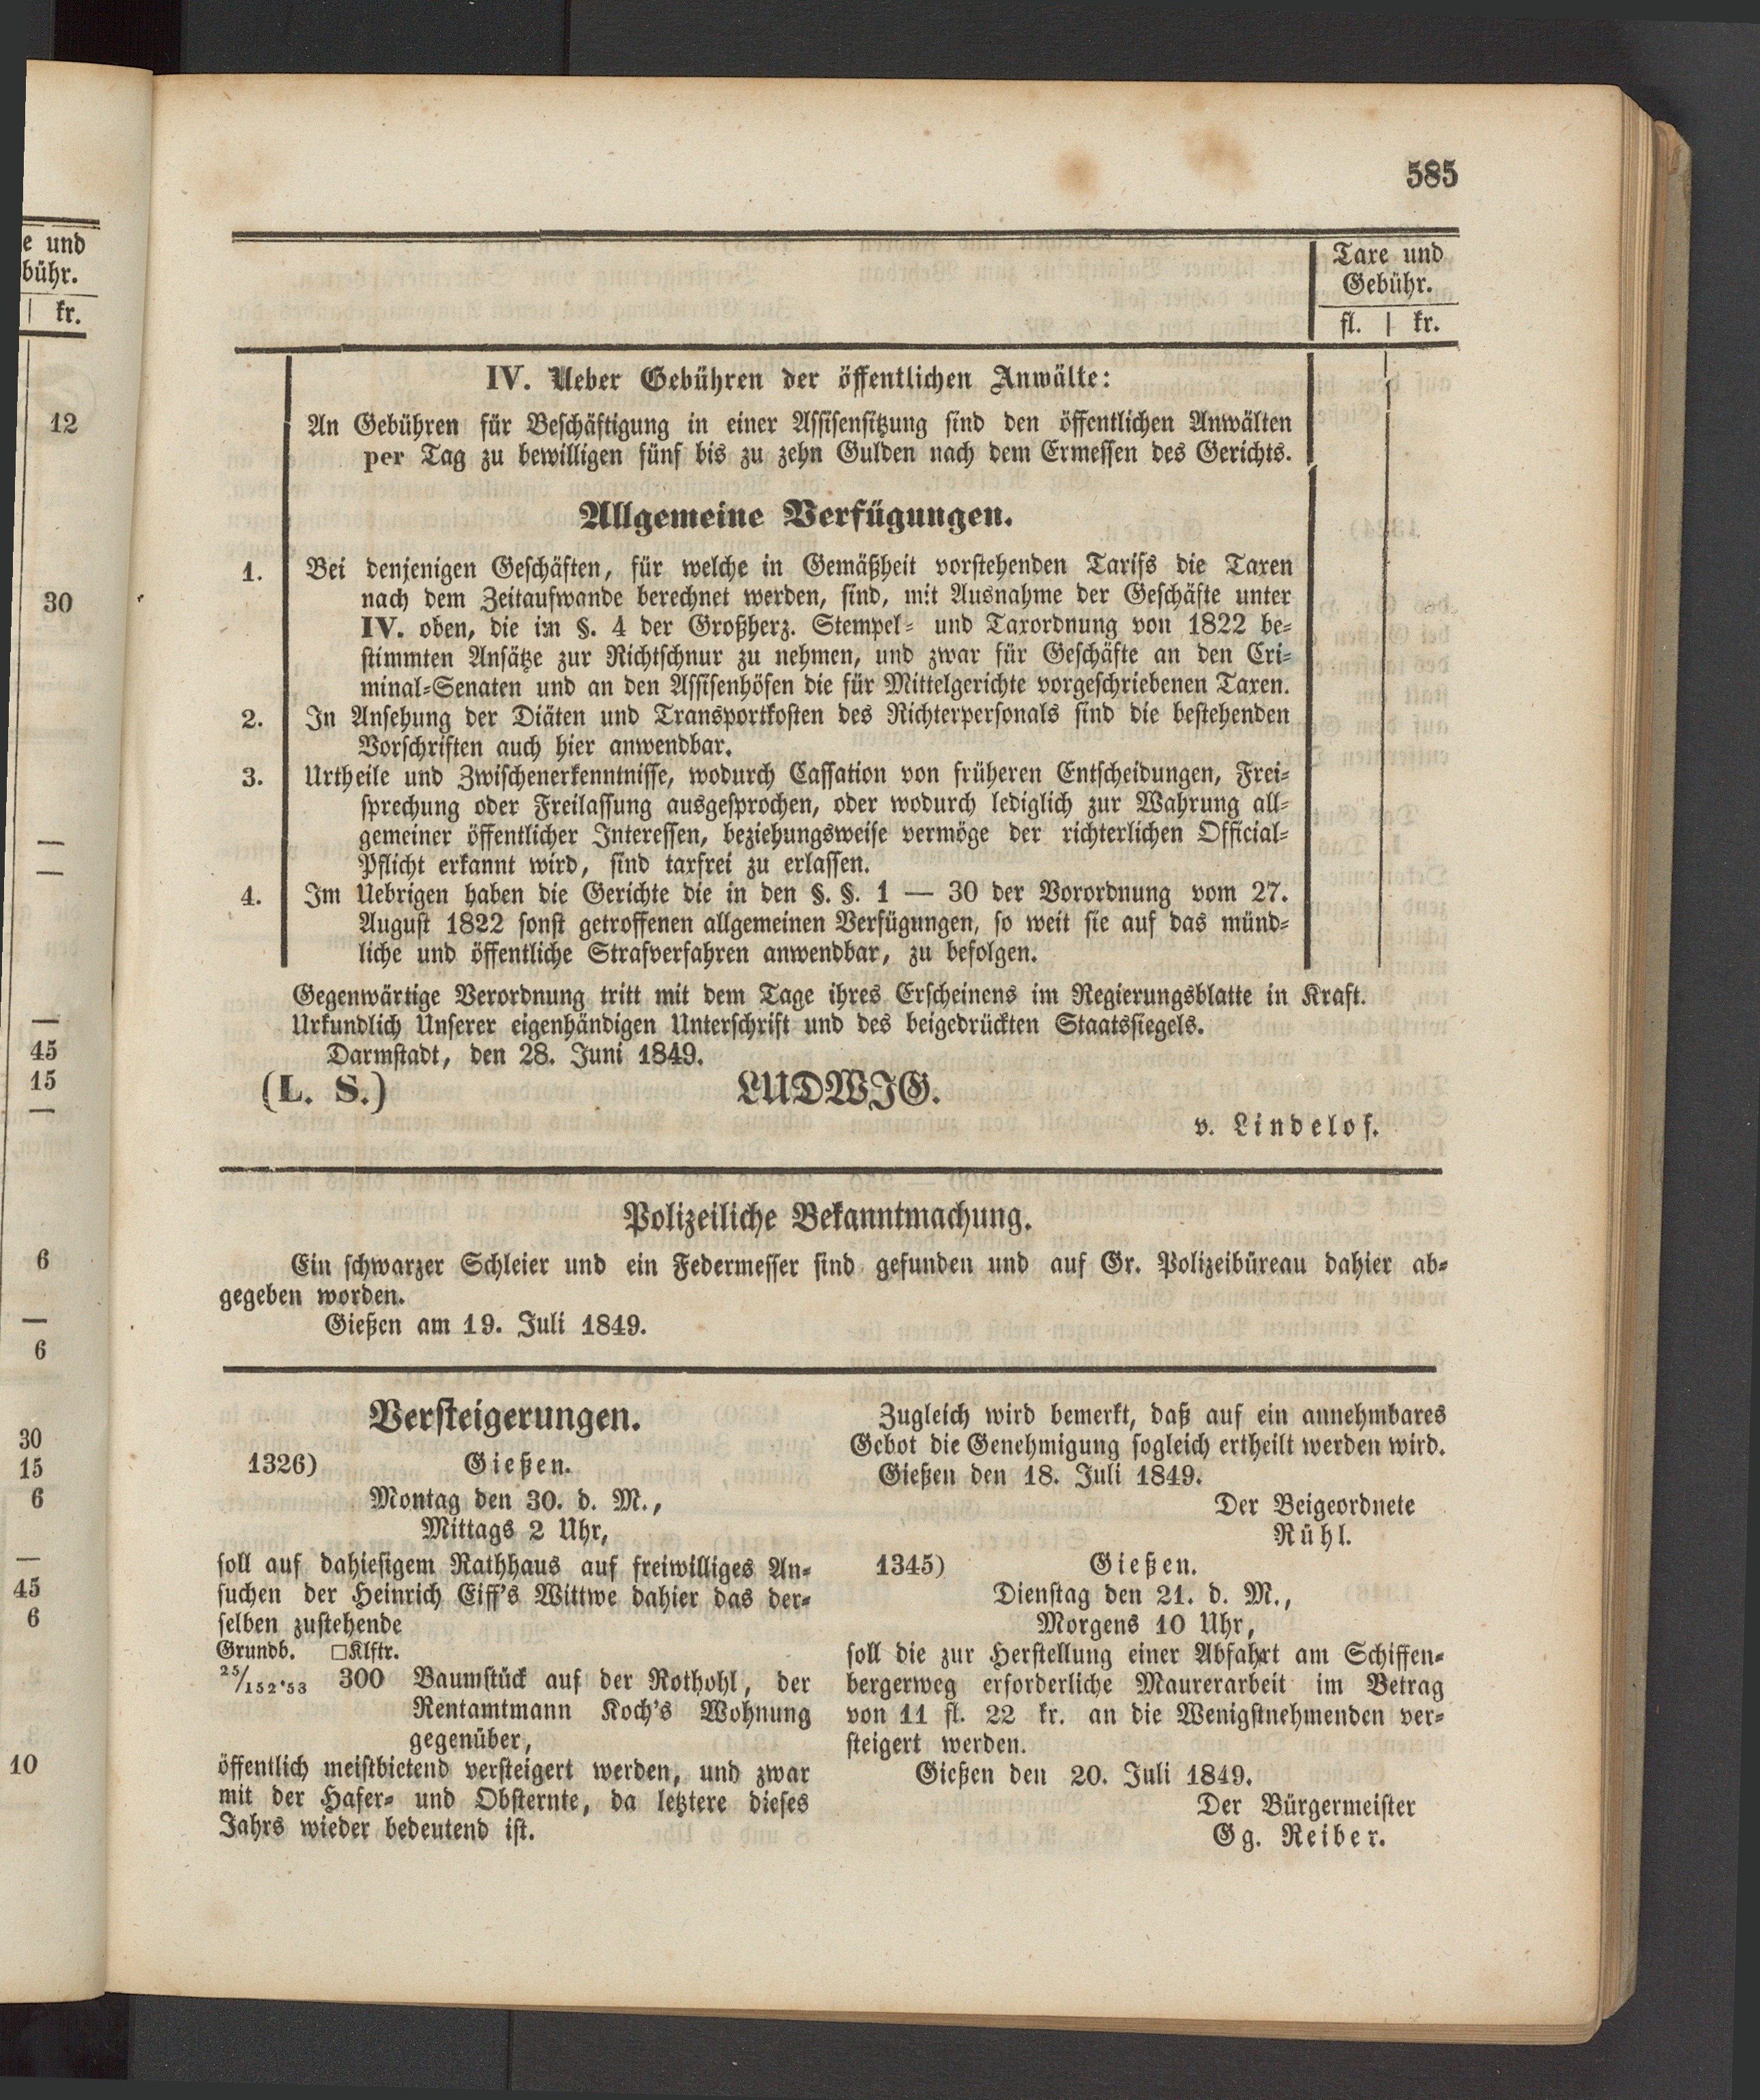 e und
bühr.
kr.
12
30
—
—
—
45
15
—
6
—
6
30
15
6
—
45
6
10
585
Taxe und
Gebühr.
fl. | kr.
IV. Ueber Gebühren der öffentlichen Anwälte:
An Gebühren für Beschäftigung in einer Assisensitzung sind den öffentlichen Anwälten
per Tag zu bewilligen fünf bis zu zehn Gulden nach dem Ermessen des Gerichts.
Allgemeine Verfügungen.
1. Bei denjenigen Geschäften, für welche in Gemäßheit vorstehenden Tarifs die Taxen
nach dem Zeitaufwande berechnet werden, sind, mit Ausnahme der Geschäfte unter
IV. oben, die im §. 4 der Großherz. Stempel- und Taxordnung von 1822 be-
stimmten Ansätze zur Richtschnur zu nehmen, und zwar für Geschäfte an den Cri-
minal-Senaten und an den Assisenhöfen die für Mittelgerichte vorgeschriebenen Taxen.
2. In Ansehung der Diäten und Transportkosten des Richterpersonals sind die bestehenden
Vorschriften auch hier anwendbar.
3. Urtheile und Zwischenerkenntnisse, wodurch Cassation von früheren Entscheidungen, Frei-
sprechung oder Freilassung ausgesprochen, oder wodurch lediglich zur Wahrung all-
gemeiner öffentlicher Interessen, beziehungsweise vermöge der richterlichen Official-
Pflicht erkannt wird, sind taxfrei zu erlassen.
4. Im Uebrigen haben die Gerichte die in den §. §. 1 — 30 der Vorordnung vom 27.
August 1822 sonst getroffenen allgemeinen Verfügungen, so weit sie auf das münd-
liche und öffentliche Strafverfahren anwendbar, zu befolgen.
Gegenwärtige Verordnung tritt mit dem Tage ihres Erscheinens im Regierungsblatte in Kraft.
Urkundlich Unserer eigenhändigen Unterschrift und des beigedrückten Staatssiegels.
Darmstadt, den 28. Juni 1849.
(L. S.) LUDWIG.
v. Lindelof.
Polizeiliche Bekanntmachung.
Ein schwarzer Schleier und ein Federmesser sind gefunden und auf Gr. Polizeibüreau dahier ab-
gegeben worden.
Gießen am 19. Juli 1849.
Versteigerungen.
1326) Gießen.
Montag den 30. d. M.,
Mittags 2 Uhr,
soll auf dahiesigem Rathhaus auf freiwilliges An-
suchen der Heinrich Eiff's Wittwe dahier das der-
selben zustehende
Grundb. □Klftr.
25/152·53 300 Baumstück auf der Rothohl, der
Rentamtmann Koch's Wohnung
gegenüber,
öffentlich meistbietend versteigert werden, und zwar
mit der Hafer- und Obsternte, da letztere dieses
Jahrs wieder bedeutend ist.
Zugleich wird bemerkt, daß auf ein annehmbares
Gebot die Genehmigung sogleich ertheilt werden wird.
Gießen den 18. Juli 1849.
Der Beigeordnete
Rühl.
1345) Gießen.
Dienstag den 21. d. M.,
Morgens 10 Uhr,
soll die zur Herstellung einer Abfahrt am Schiffen-
bergerweg erforderliche Maurerarbeit im Betrag
von 11 fl. 22 kr. an die Wenigstnehmenden ver-
steigert werden.
Gießen den 20. Juli 1849.
Der Bürgermeister
Gg. Reiber.